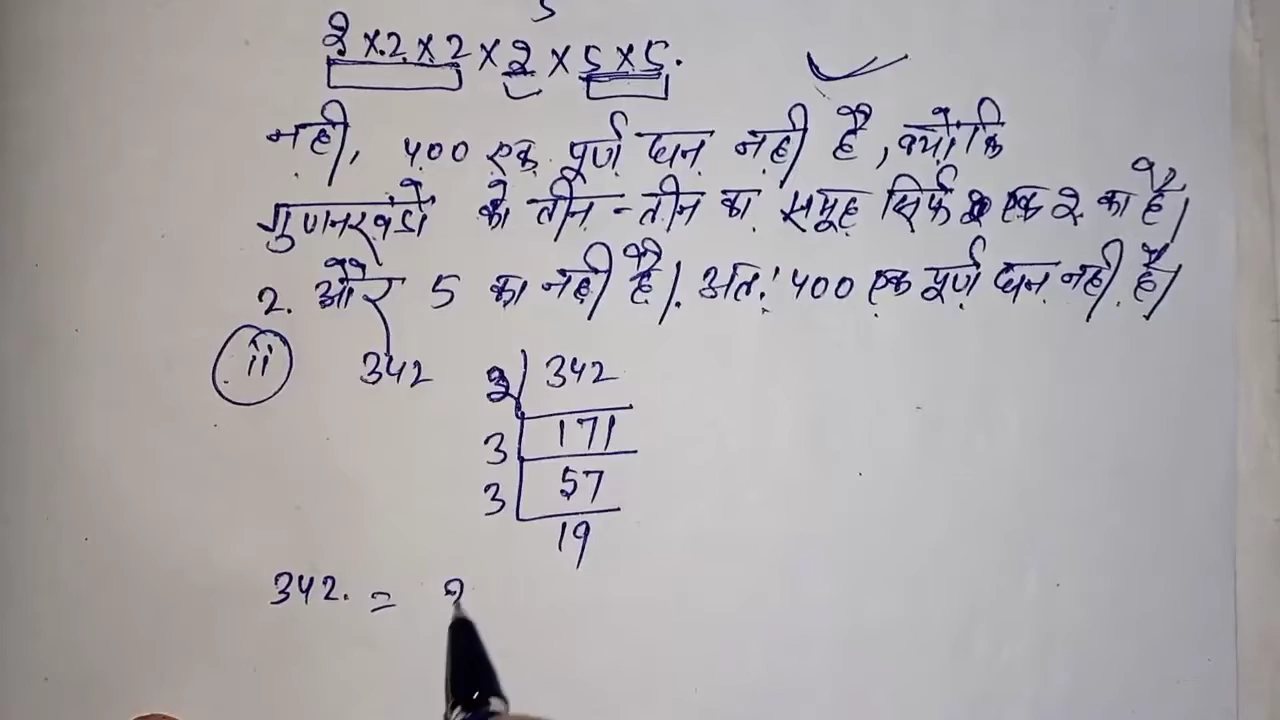 5
2 × 2 × 2 × 2 × 5 × 5.
नही, 400 एक पूर्ण घन नही है, क्योंकि
गुणनखंडो के तीन-तीन का समूह सिर्फ एक 2 का है।
2. और 5 का नही है। अतः 400 एक पूर्ण घन नही है।
ii 342 2 342
3 171
3 57
19
342. = 2